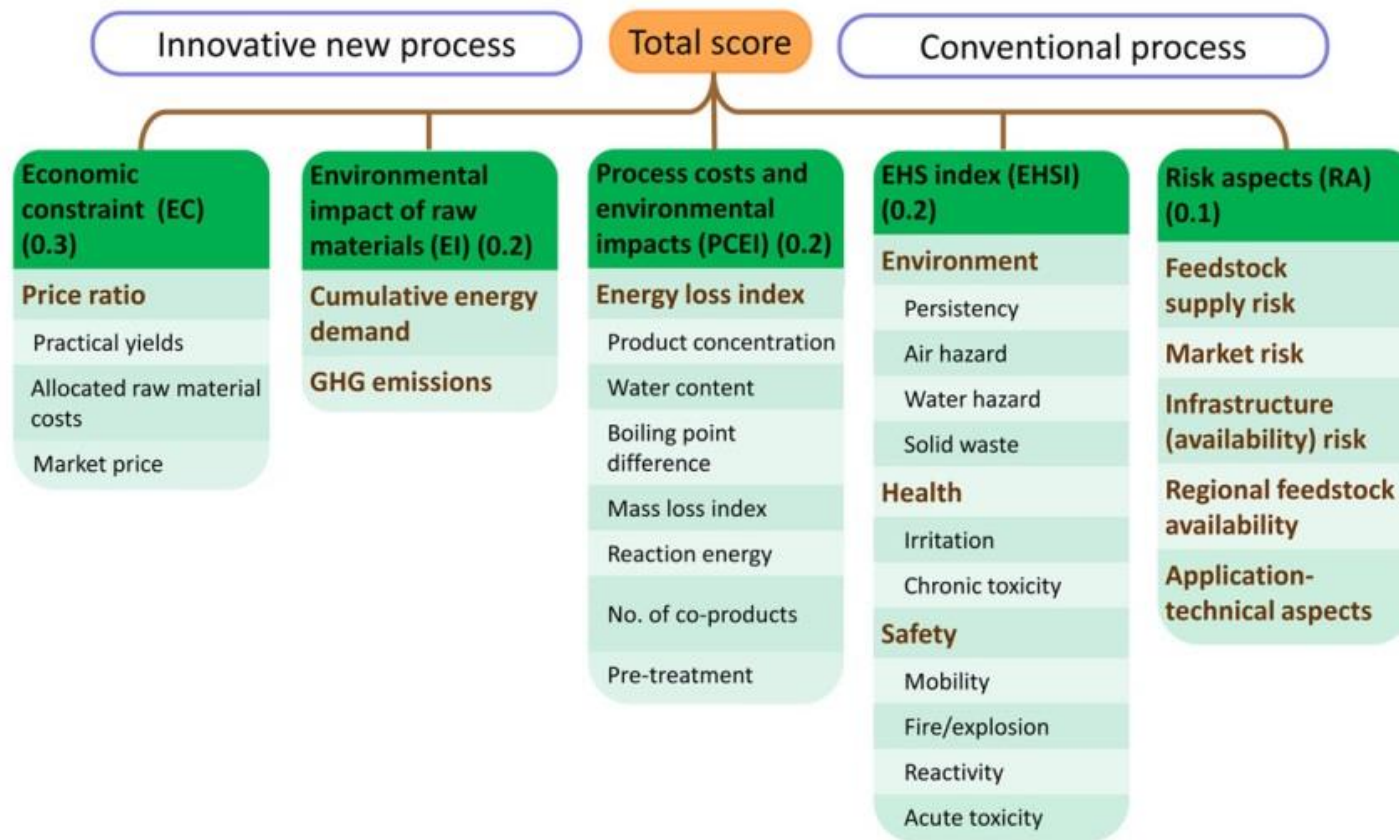 Innovative new process
Total score
Conventional process
Economic
constraint (EC)
(0.3)
Price ratio
Practical yields
Allocated raw material
costs
Market price
Environmental
impact of raw
materials (EI) (0.2)
Cumulative energy
demand
GHG emissions
Process costs and
environmental
impacts (PCEI) (0.2)
Energy loss index
Product concentration
Water content
Boiling point
difference
Mass loss index
Reaction energy
No. of co-products
Pre-treatment
EHS index (EHSI)
(0.2)
Environment
Persistency
Air hazard
Water hazard
Solid waste
Health
Irritation
Chronic toxicity
Safety
Mobility
Fire/explosion
Reactivity
Acute toxicity
Risk aspects (RA)
(0.1)
Feedstock
supply risk
Market risk
Infrastructure
(availability) risk
Regional feedstock
availability
Application-
technical aspects